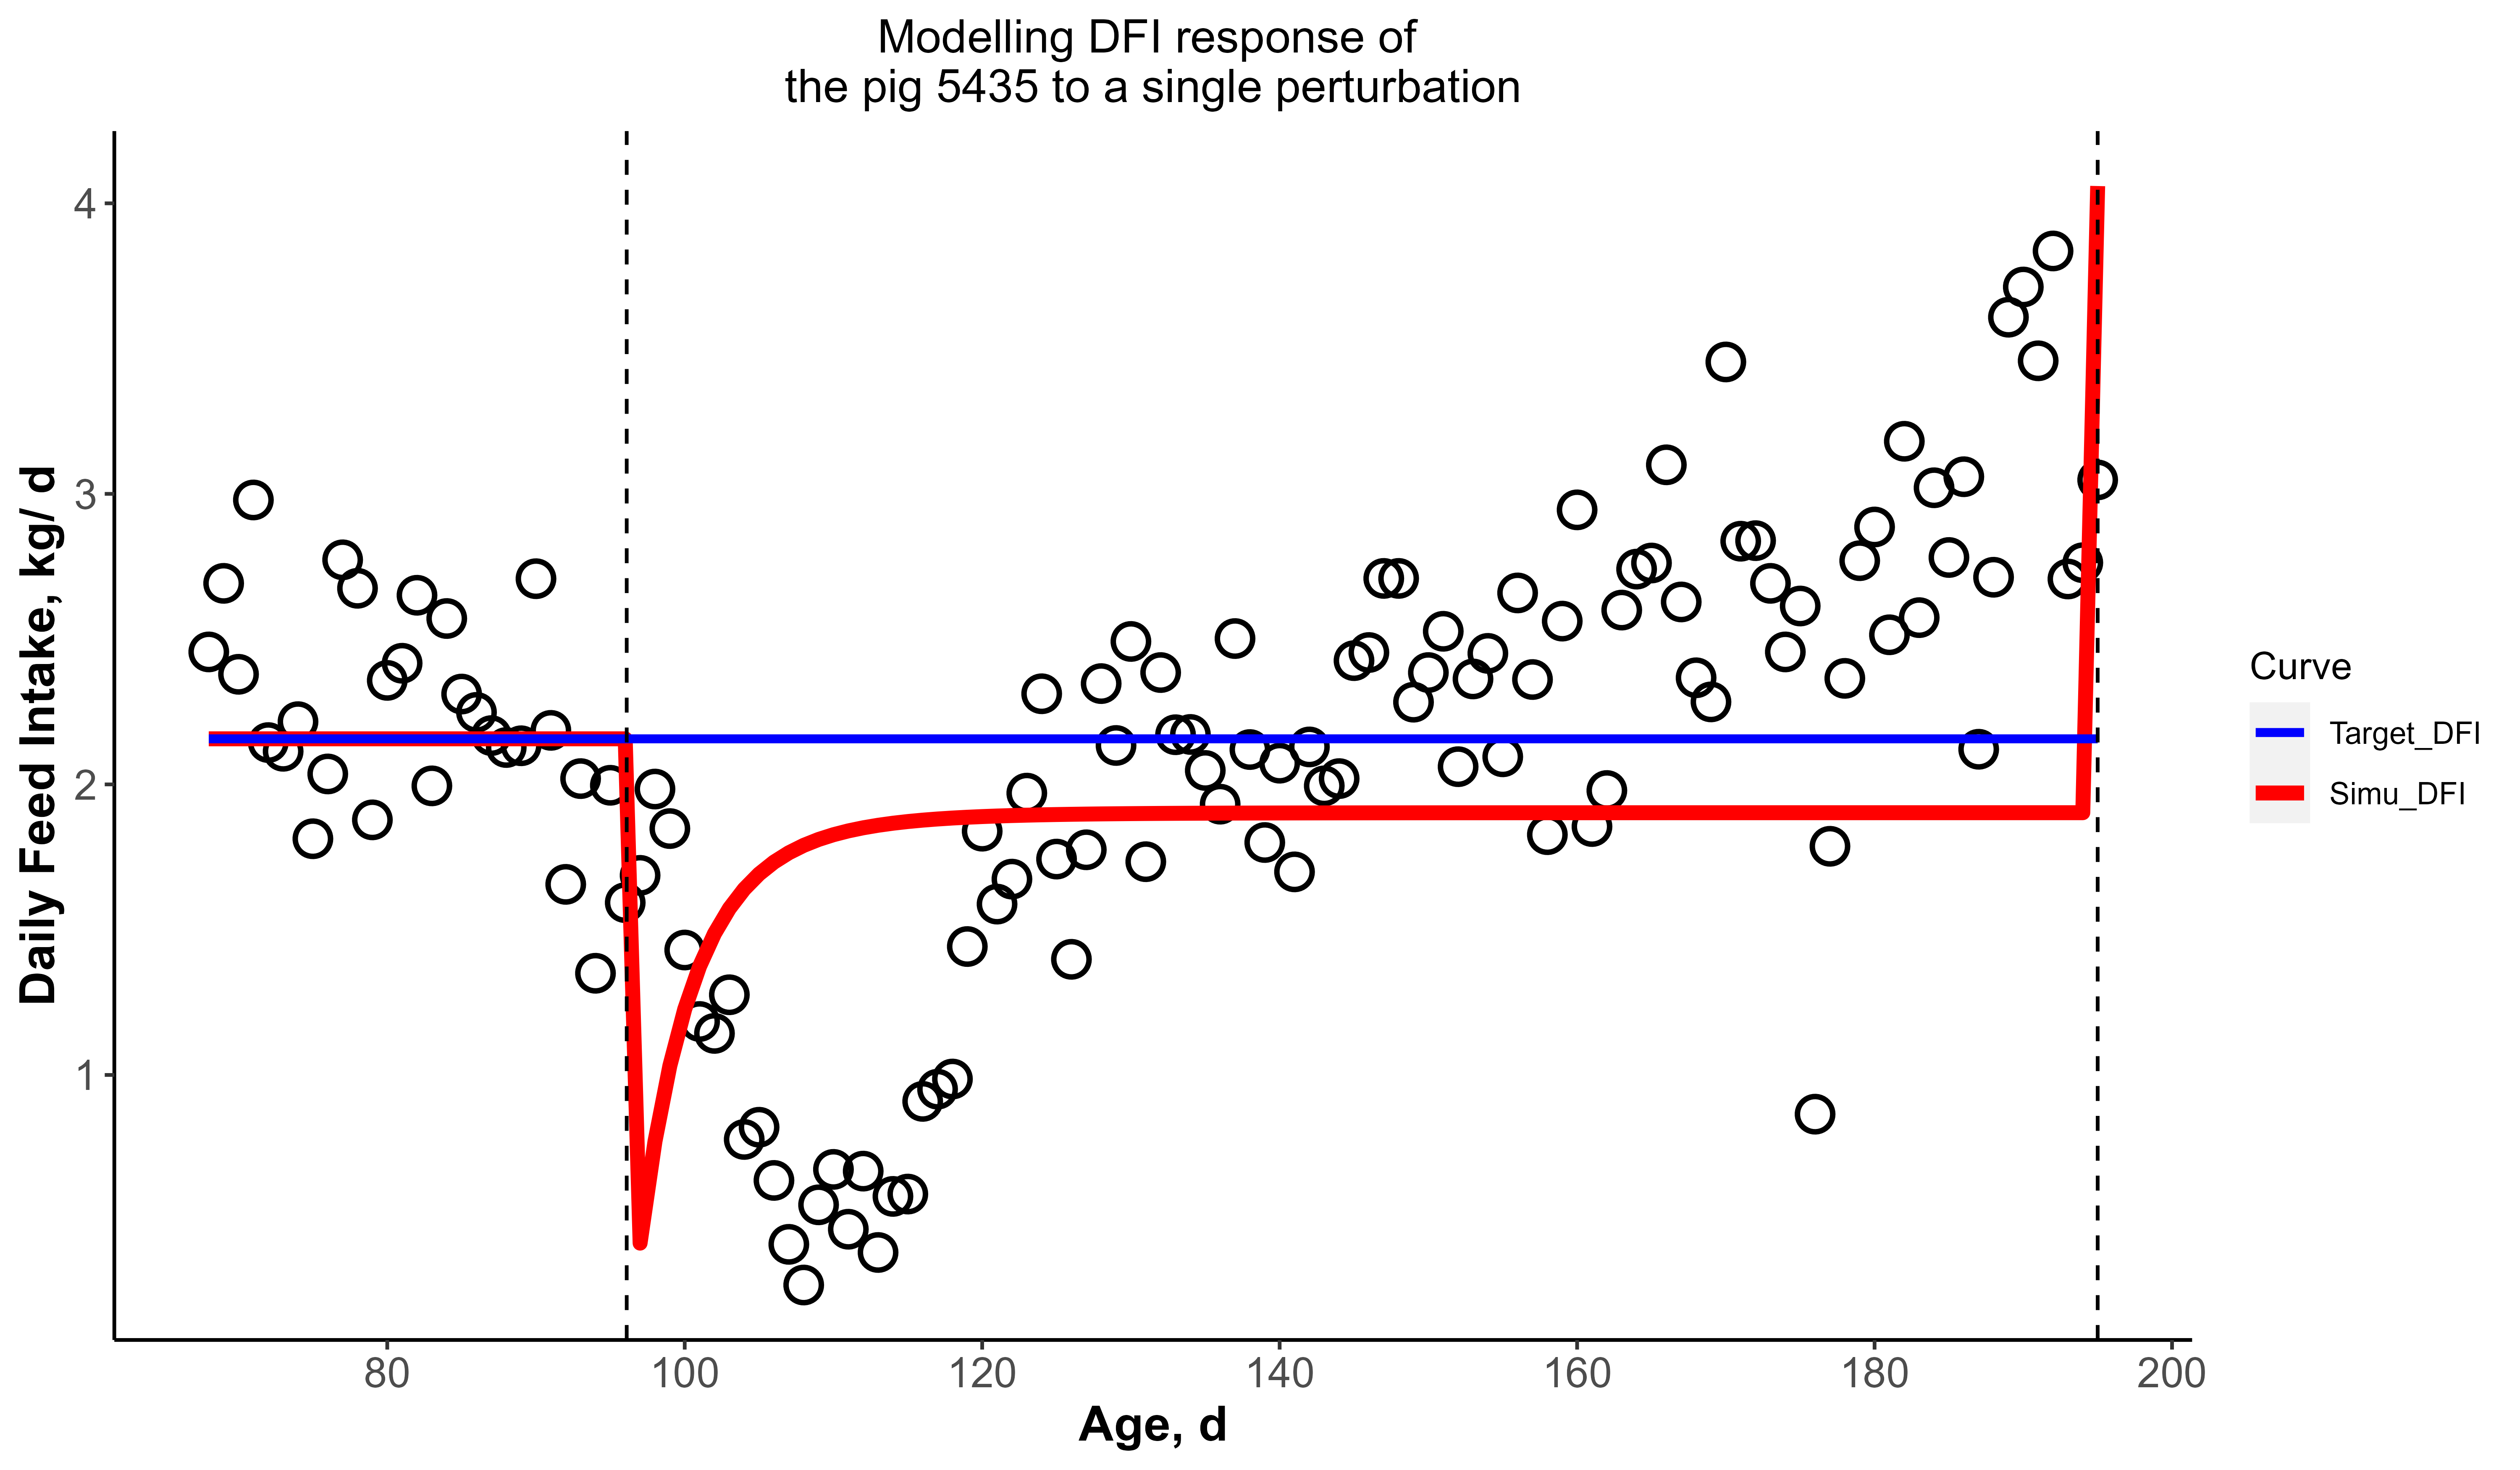 Modelling DFI response of
the pig 5435 to a single perturbation
Daily Feed Intake, kg/ d
4
3
2
1
80
100
120
140
160
180
200
Age, d
Curve
Target_DFI
Simu_DFI